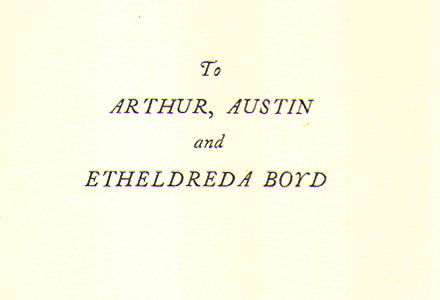 To
ARTHUR, AUSTIN
and
ETHELDREDA BOYD